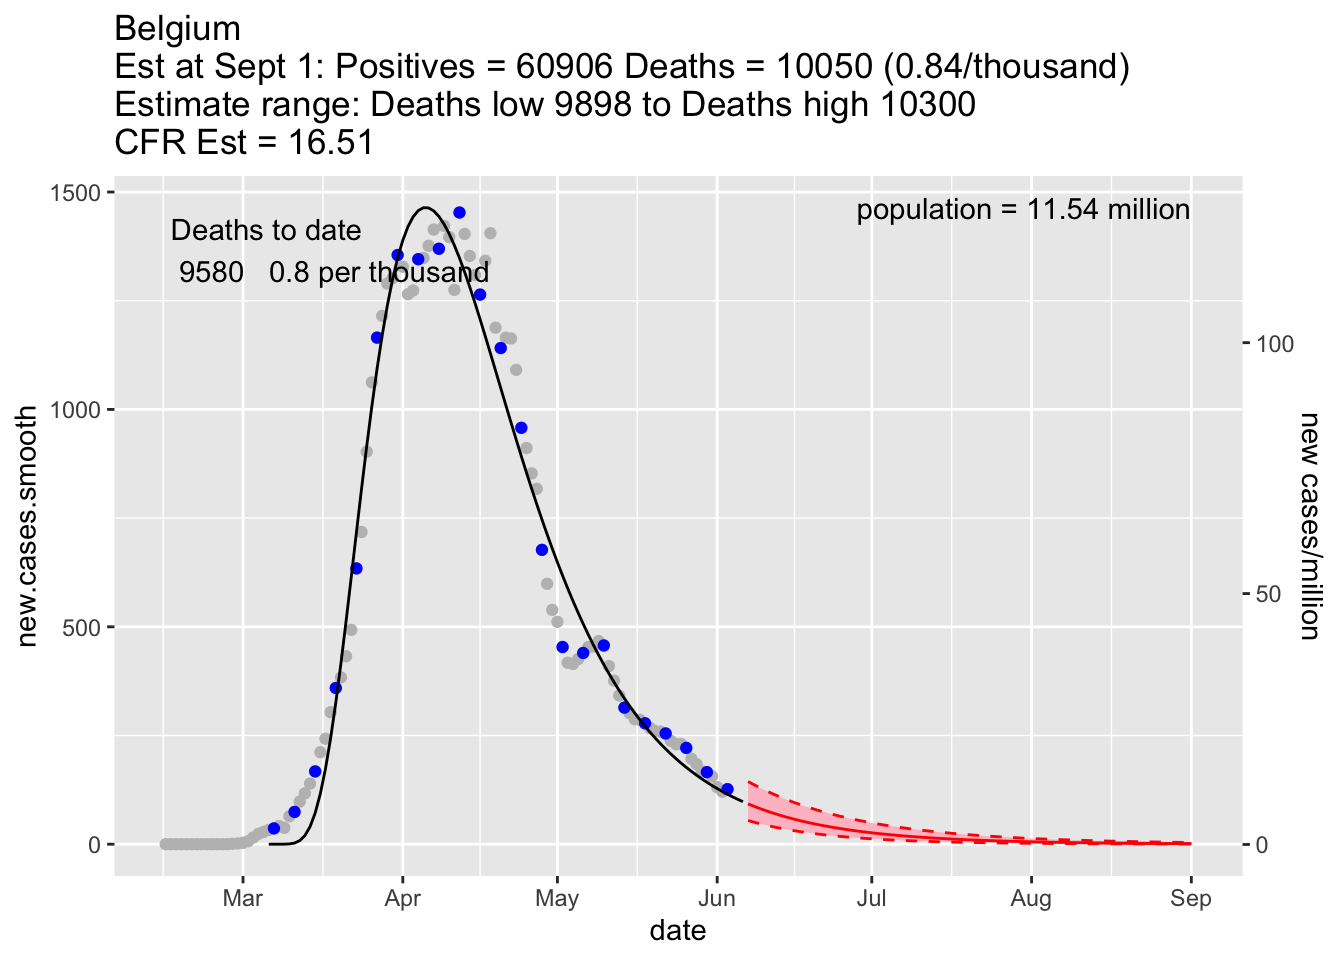 Belgium
Est at Sept 1: Positives = 60906 Deaths = 10050 (0.84/thousand)
Estimate range: Deaths low 9898 to Deaths high 10300
CFR Est = 16.51
1500
1000
500
0
new.cases.smooth
Deaths to date
9580 0.8 per thousand
population = 11.54 million
100
50
0
new cases/million
Mar Apr May Jun Jul Aug Sep
date